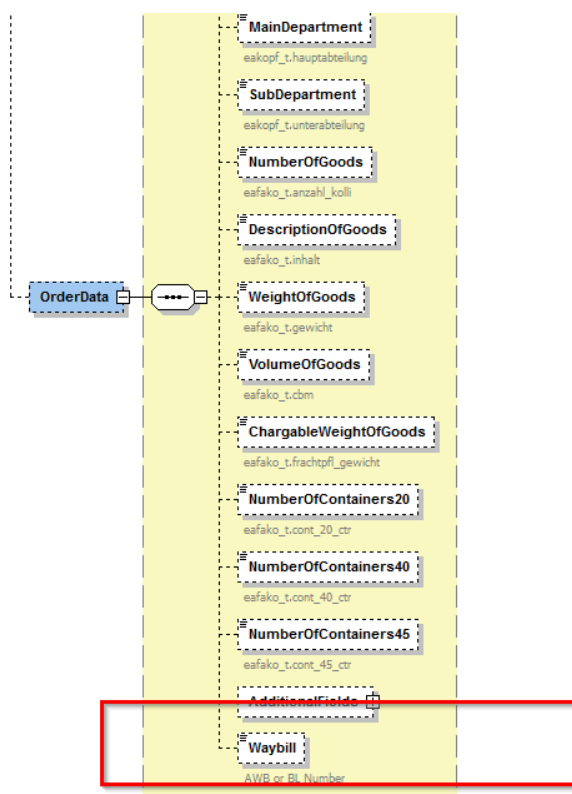 MainDepartment
eakopf_t.hauptabteilung
SubDepartment
eakopf_t.unterabteilung
NumberOfGoods
eafako_t.anzahl_kolli
DescriptionOfGoods
eafako_t.inhalt
OrderData
WeightOfGoods
eafako_t.gewicht
VolumeOfGoods
eafako_t.cbm
ChargableWeightOfGoods
eafako_t.frachtpfl_gewicht
NumberOfContainers20
eafako_t.cont_20_ctr
NumberOfContainers40
eafako_t.cont_40_ctr
NumberOfContainers45
eafako_t.cont_45_ctr
AdditionalFields
Waybill
AWB or BL Number